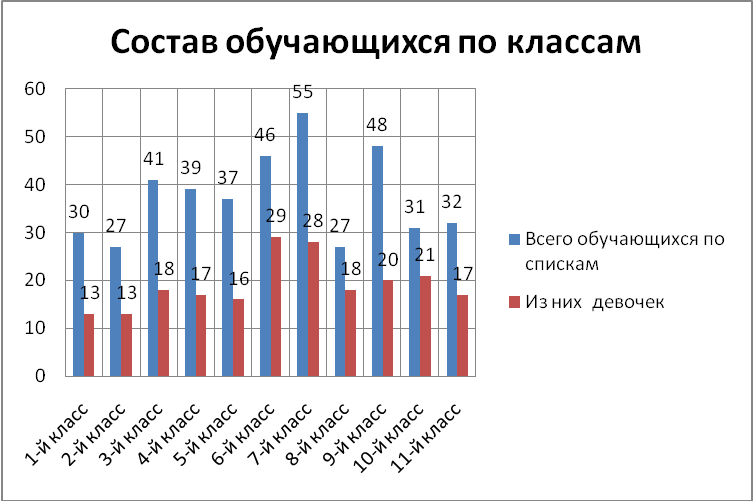 Состав обучающихся по классам
60
50
40
30
20
10
0
30
27
41
39
37
46
55
27
48
31
32
13
13
18
17
16
29
28
18
20
21
17
1-й класс
2-й класс
3-й класс
4-й класс
5-й класс
6-й класс
7-й класс
8-й класс
9-й класс
10-й класс
11-й класс
Всего обучающихся по
спискам
Из них девочек